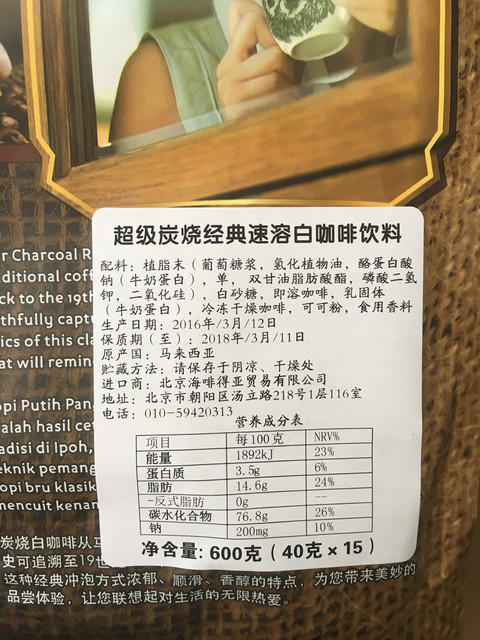 超级炭烧经典速溶白咖啡饮料
配料：植脂末（葡萄糖浆，氢化植物油，酪蛋白酸
钠（牛奶蛋白），单，双甘油脂肪酸酯，磷酸二氢
钾，二氧化硅），白砂糖，即溶咖啡，乳固体
（牛奶蛋白），冷冻干燥咖啡，可可粉，食用香料
生产日期：2016年/3月/12日
保质期（至）：2018年/3月/11日
原产国：马来西亚
贮藏方法：请保存于阴凉、干燥处
进口商：北京海啡得亚贸易有限公司
地址：北京市朝阳区汤立路218号1层116室
电话：010-59420313
营养成分表
项目 每100克 NRV%
能量 1892kJ 23%
蛋白质 3.5g 6%
脂肪 14.6g 24%
-反式脂肪 0g --
碳水化合物 76.8g 26%
钠 200mg 10%
净含量：600克（40克×15）
r Charcoal R
aditional coff
ck to the 19th
thfully captu
ics of this cla
at will remin
opi Putih Pan
alah hasil cet
adisi di Ipoh,
eknik pemang
opi bru klasik
nencuit kenan
炭烧白咖啡从马
史可追溯至19世
这种经典冲泡方式浓郁、顺滑、香醇的特点，为您带来美妙的
品尝体验，让您联想起对生活的无限热爱。